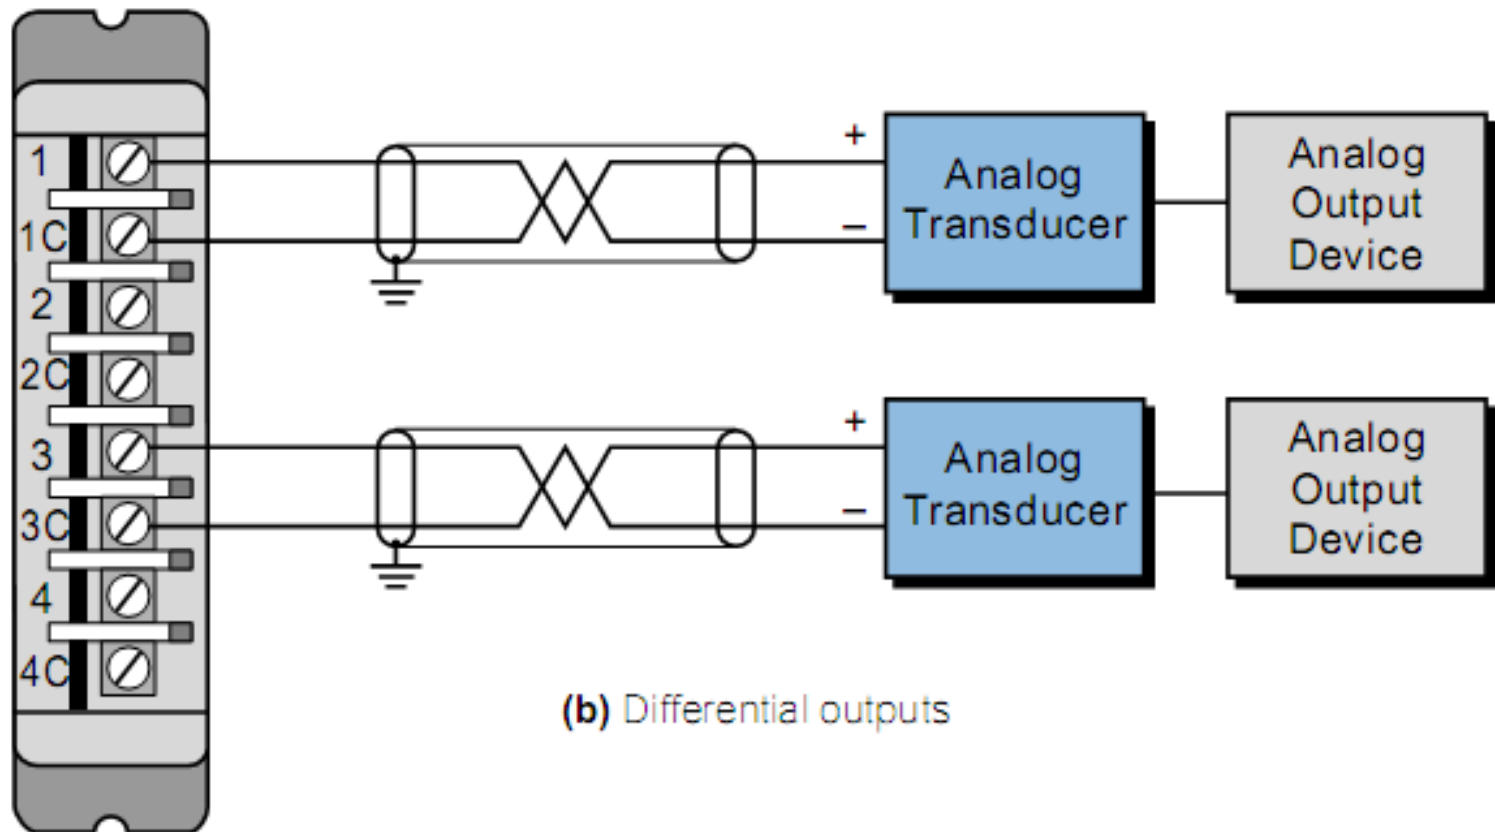 1
1C
2
2C
3
3C
4
4C
+
–
Analog
Transducer
Analog
Output
Device
+
–
Analog
Transducer
Analog
Output
Device
(b) Differential outputs